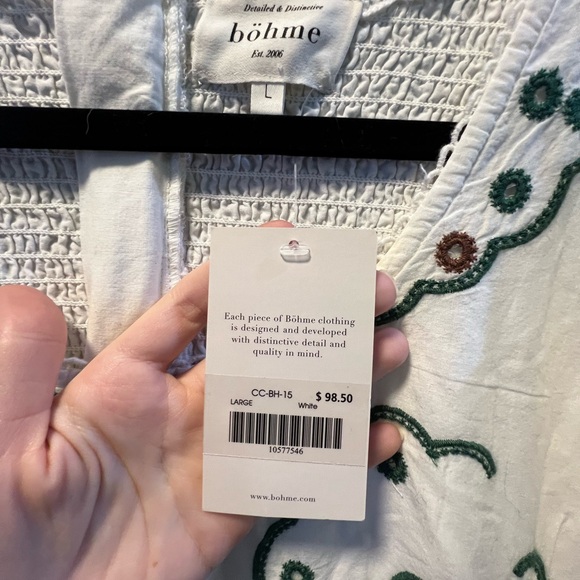 Detailed & Distinctive
böhme
Est. 2006
L
Each piece of Böhme clothing
is designed and developed
with distinctive detail and
quality in mind.
CC-BH-15 $ 98.50
LARGE White
10577546
www.bohme.com